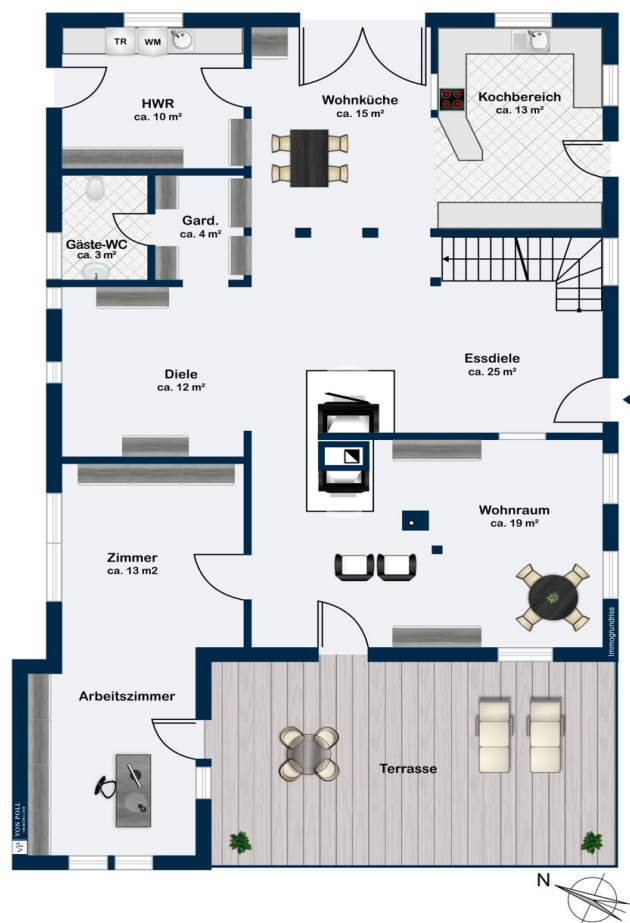 TR
WM
HWR
ca. 10 m²
Wohnküche
ca. 15 m²
Kochbereich
ca. 13 m²
Gard.
ca. 4 m²
Gäste-WC
ca. 3 m²
Diele
ca. 12 m²
Essdiele
ca. 25 m²
Wohnraum
ca. 19 m²
Zimmer
ca. 13 m2
Immogrundriss
Arbeitszimmer
Terrasse
VP
VON POLL
IMMOBILIEN
N